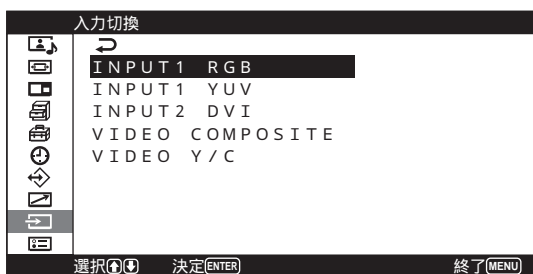 入力切換
INPUT1 RGB
INPUT1 YUV
INPUT2 DVI
VIDEO COMPOSITE
VIDEO Y/C
選択 決定ENTER 終了MENU